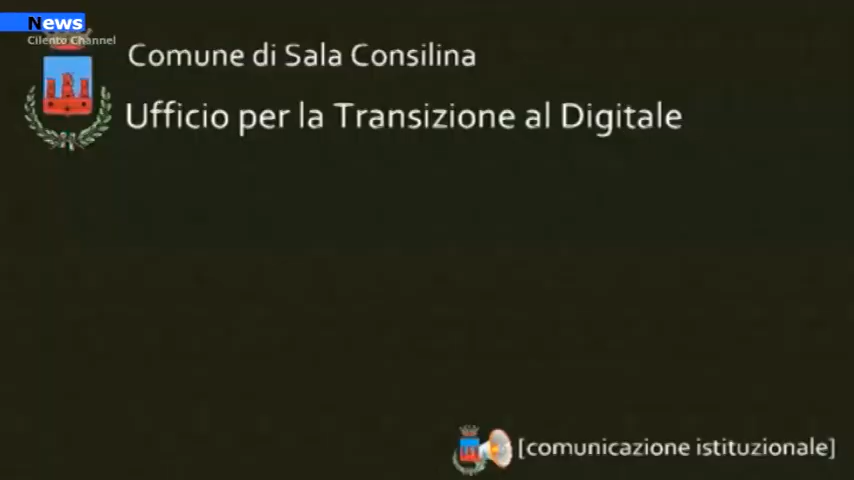 News
Cilento Channel
Comune di Sala Consilina
Ufficio per la Transizione al Digitale
[comunicazione istituzionale]